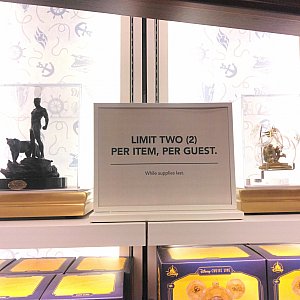 LIMIT TWO (2)
PER ITEM, PER GUEST.
While supplies last.